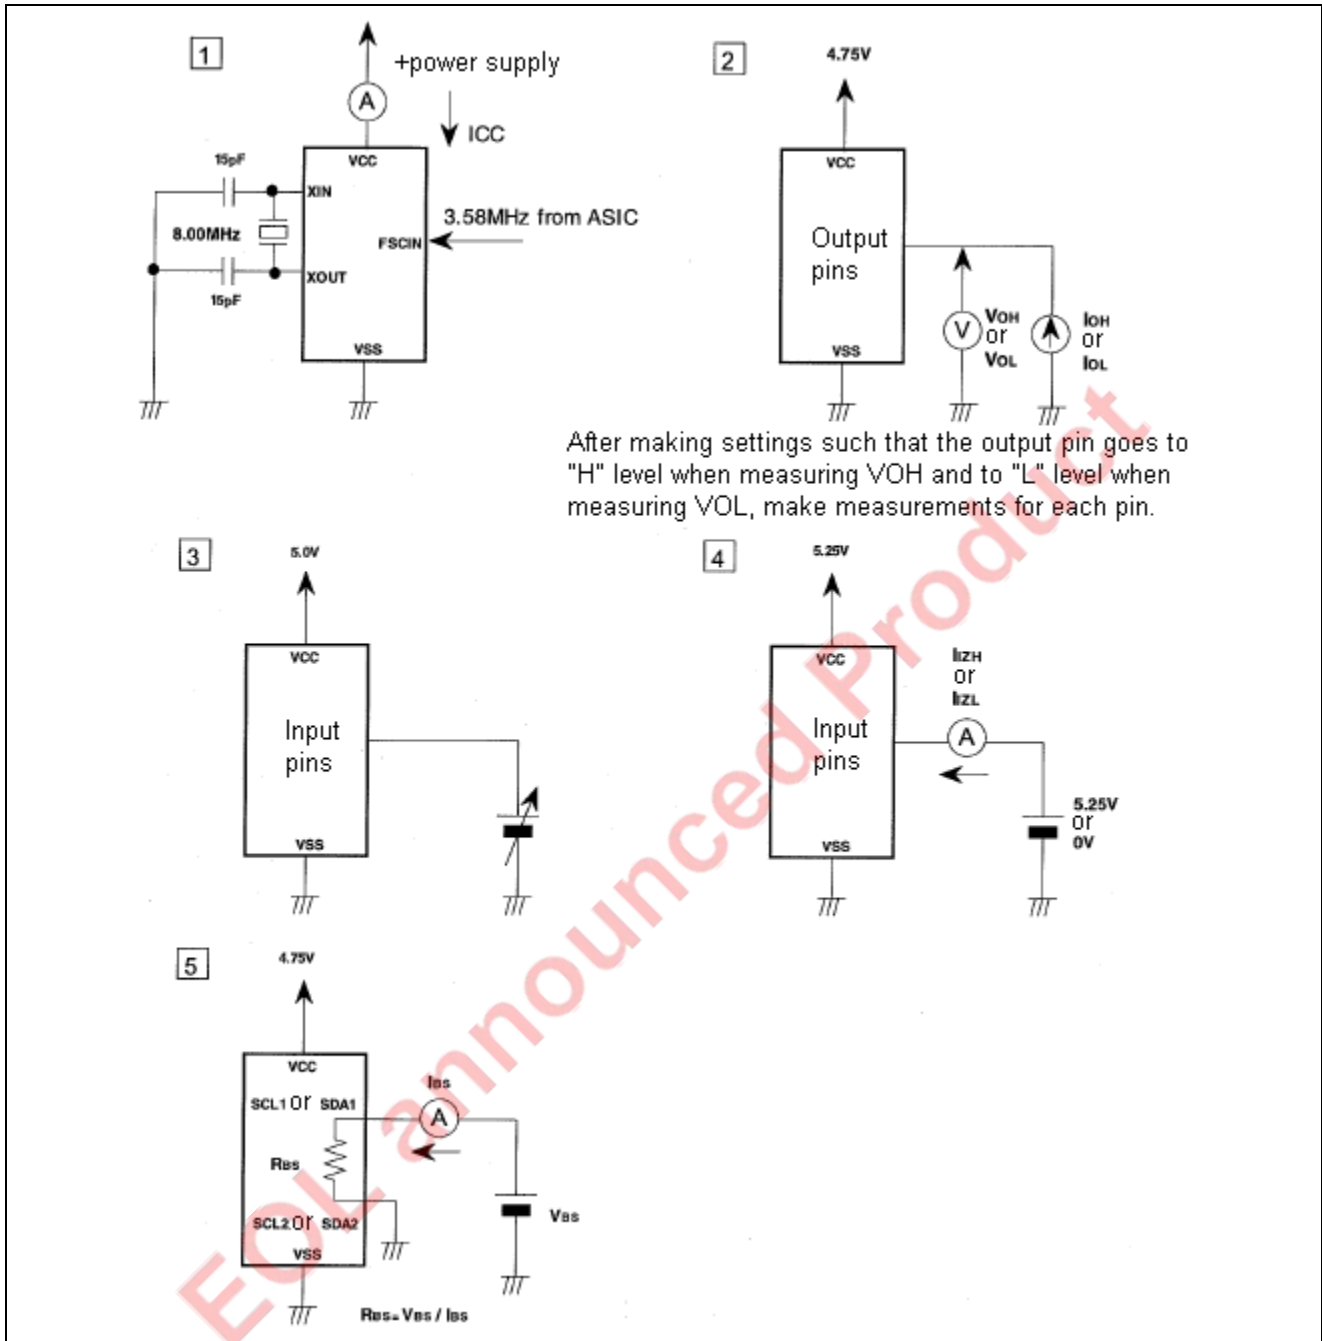 1
+power supply
A
ICC
VCC
15pF
XIN
8.00MHz
3.58MHz from ASIC
FSCIN
XOUT
15pF
VSS
2
4.75V
VCC
Output
pins
V
VOH
or
VOL
IOH
or
IOL
VSS
After making settings such that the output pin goes to
"H" level when measuring VOH and to "L" level when
measuring VOL, make measurements for each pin.
3
5.0V
VCC
Input
pins
VSS
4
5.25V
VCC
IIZH
or
IIZL
Input
pins
A
5.25V
or
0V
VSS
5
4.75V
VCC
SCL1 or SDA1
IBS
A
RBS
SCL2 or SDA2
VBS
VSS
RBS=VBS / IBS
EOL announced Product